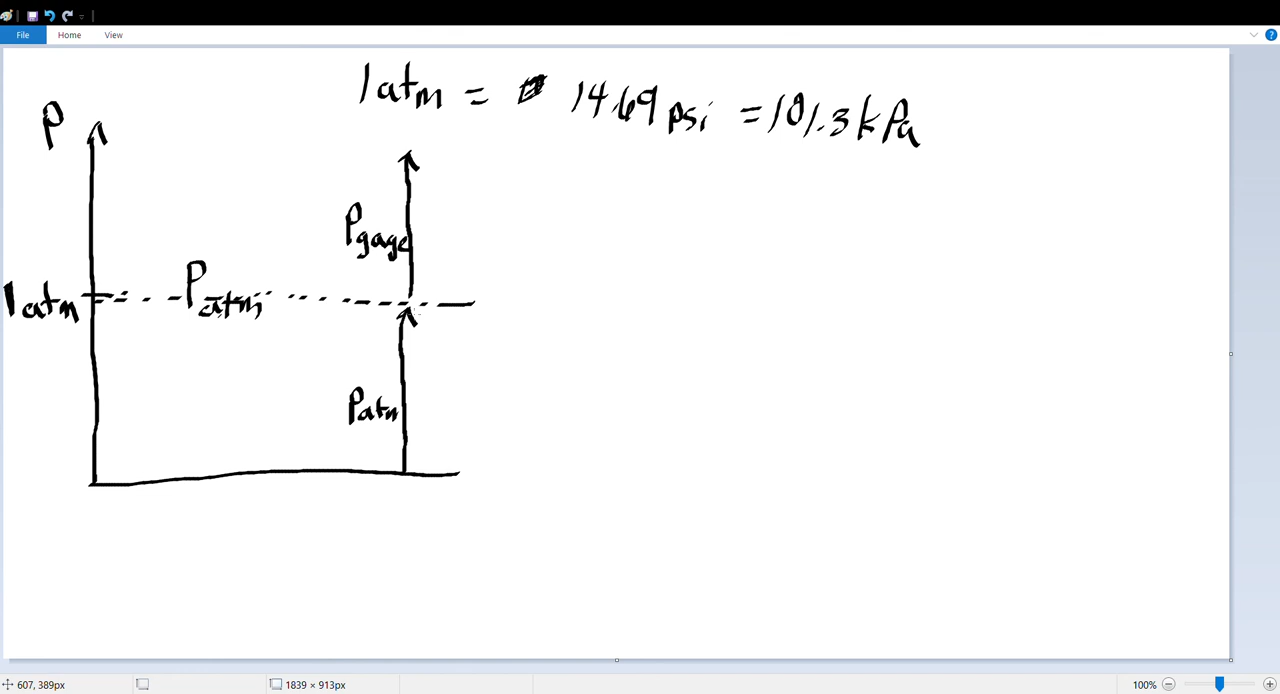 File Home View
1atm = 14.69 psi = 101.3 kPa
P
Pgage
1atm
Patm
Patm
607, 389px 1839 × 913px 100%